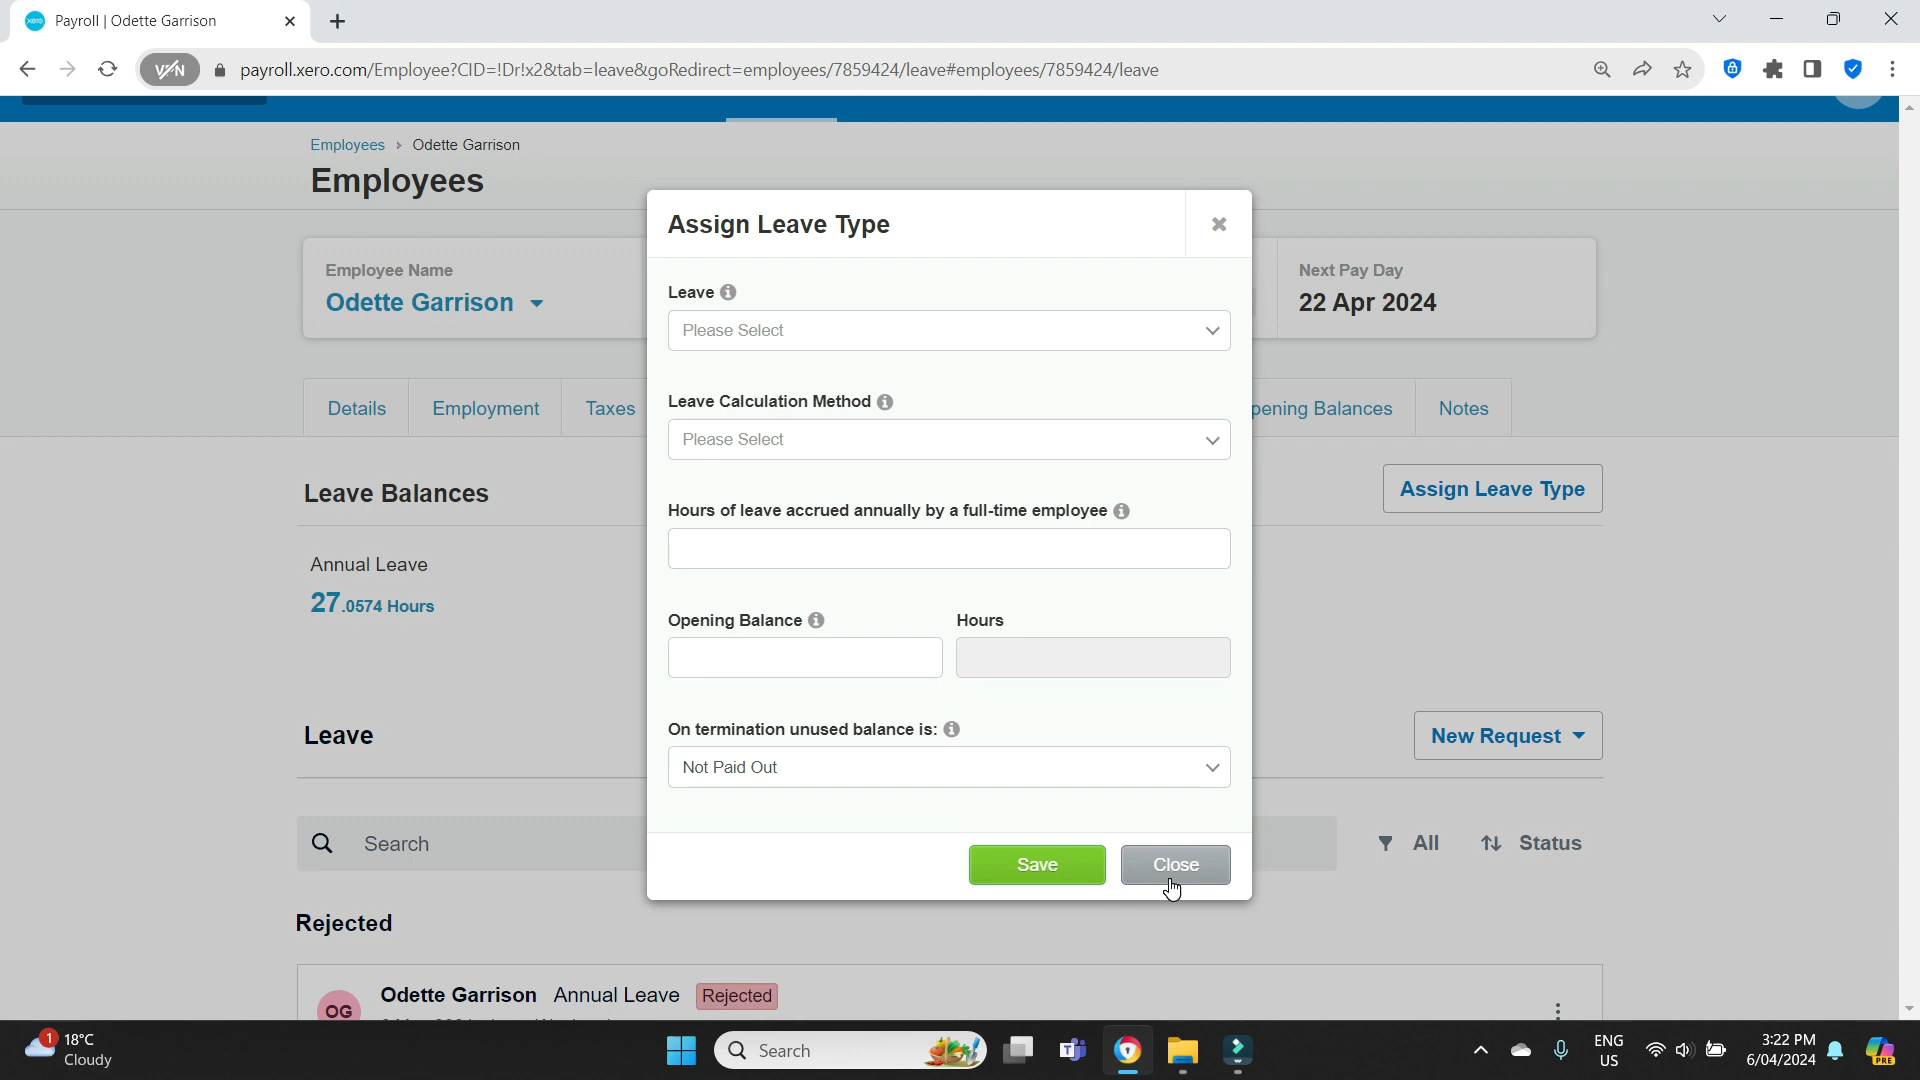 xero Payroll | Odette Garrison
VPN payroll.xero.com/Employee?CID=!Dr!x2&tab=leave&goRedirect=employees/7859424/leave#employees/7859424/leave
Employees Odette Garrison
Employees
Employee Name
Odette Garrison
Next Pay Day
22 Apr 2024
Details Employment Taxes
pening Balances Notes
Leave Balances
Assign Leave Type
Annual Leave
27.0574 Hours
Leave
New Request
Search
All Status
Rejected
OG Odette Garrison Annual Leave Rejected
Assign Leave Type
Leave
Please Select
Leave Calculation Method
Please Select
Hours of leave accrued annually by a full-time employee
Opening Balance Hours
On termination unused balance is:
Not Paid Out
Save Close
1 18°C
Cloudy
Search
ENG
US
3:22 PM
6/04/2024
PRE